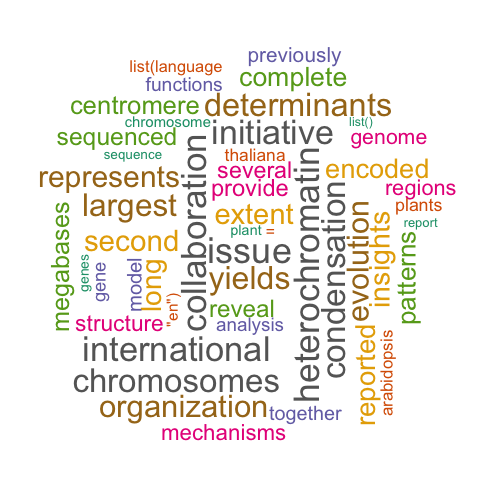 previously
list(language
complete
functions
centromere
determinants
chromosome
list()
sequenced
initiative
genome
sequence
thaliana
several
encoded
represents
provide
regions
largest
collaboration
heterochromatin
condensation
extent
plants
plant
=
report
second
issue
evolution
insights
patterns
megabases
genes
gene
model
long
yields
"en")
reveal
structure
analysis
international
reported
arabidopsis
chromosomes
organization
together
mechanisms